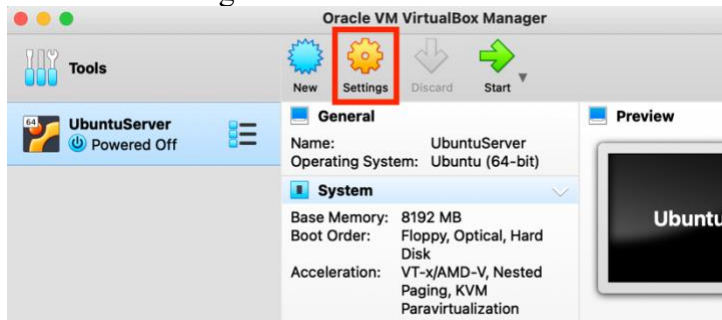 Oracle VM VirtualBox Manager
Tools
New Settings Discard Start
64
UbuntuServer
Powered Off
General
Name: UbuntuServer
Operating System: Ubuntu (64-bit)
System
Base Memory: 8192 MB
Boot Order: Floppy, Optical, Hard
Disk
Acceleration: VT-x/AMD-V, Nested
Paging, KVM
Paravirtualization
Preview
Ubuntu